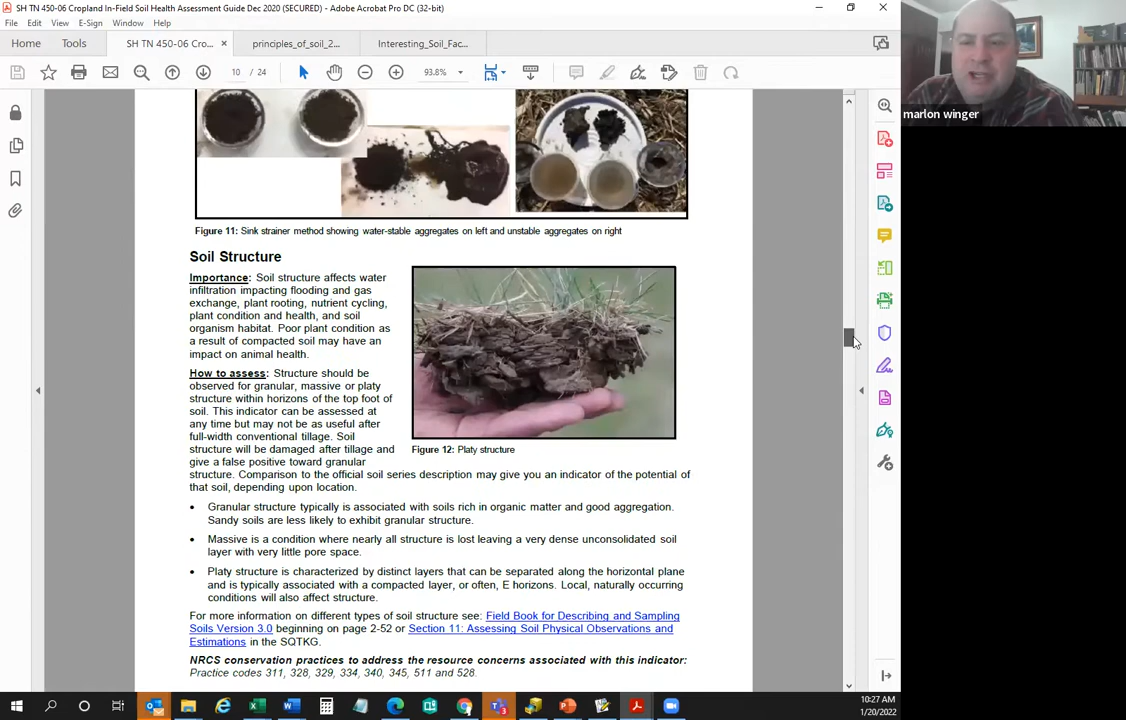 SH TN 450-06 Cropland In-Field Soil Health Assessment Guide Dec 2020 (SECURED) - Adobe Acrobat Pro DC (32-bit)
File Edit View E-Sign Window Help
Home Tools SH TN 450-06 Cro... × principles_of_soil_2... Interesting_Soil_Fac...
10 / 24 93.8%
marlon winger
Figure 11: Sink strainer method showing water-stable aggregates on left and unstable aggregates on right
Soil Structure
Importance: Soil structure affects water
infiltration impacting flooding and gas
exchange, plant rooting, nutrient cycling,
plant condition and health, and soil
organism habitat. Poor plant condition as
a result of compacted soil may have an
impact on animal health.
How to assess: Structure should be
observed for granular, massive or platy
structure within horizons of the top foot of
soil. This indicator can be assessed at
any time but may not be as useful after
full-width conventional tillage. Soil
structure will be damaged after tillage and
give a false positive toward granular
Figure 12: Platy structure
structure. Comparison to the official soil series description may give you an indicator of the potential of
that soil, depending upon location.
• Granular structure typically is associated with soils rich in organic matter and good aggregation.
Sandy soils are less likely to exhibit granular structure.
• Massive is a condition where nearly all structure is lost leaving a very dense unconsolidated soil
layer with very little pore space.
• Platy structure is characterized by distinct layers that can be separated along the horizontal plane
and is typically associated with a compacted layer, or often, E horizons. Local, naturally occurring
conditions will also affect structure.
For more information on different types of soil structure see: Field Book for Describing and Sampling
Soils Version 3.0 beginning on page 2-52 or Section 11: Assessing Soil Physical Observations and
Estimations in the SQTKG.
NRCS conservation practices to address the resource concerns associated with this indicator:
Practice codes 311, 328, 329, 334, 340, 345, 511 and 528.
10:27 AM
1/20/2022